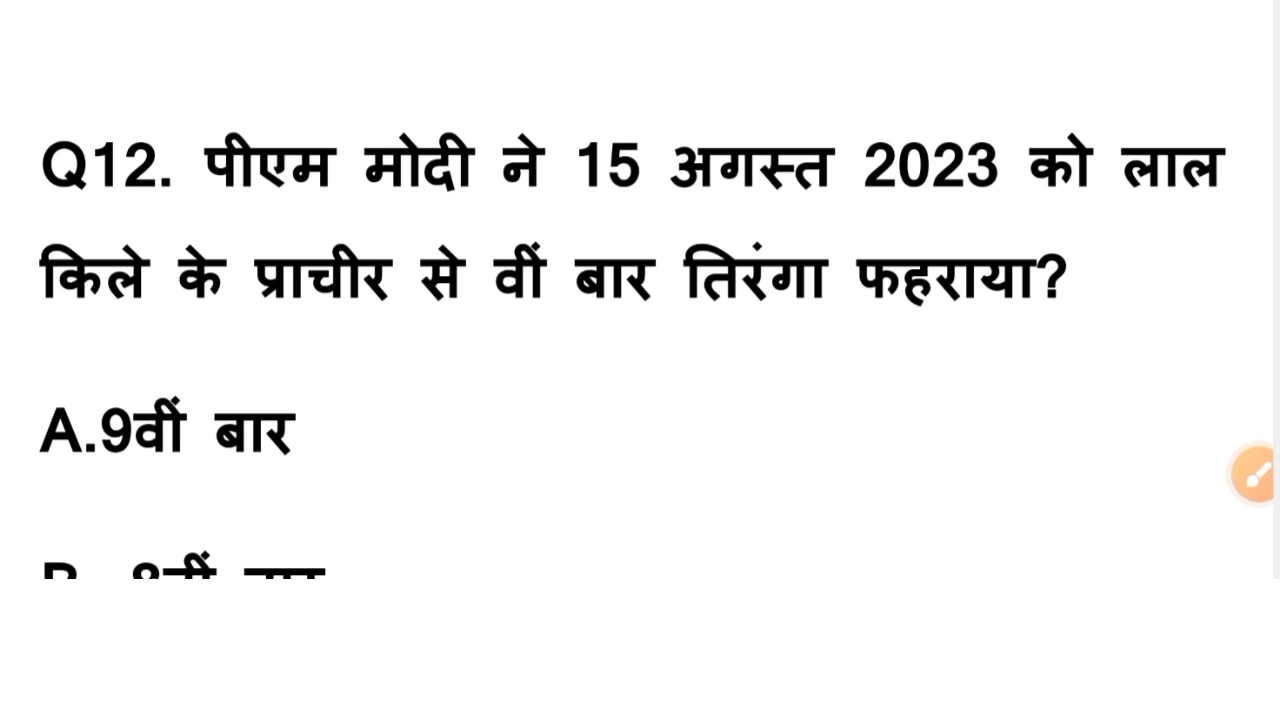 Q12. पीएम मोदी ने 15 अगस्त 2023 को लाल
किले के प्राचीर से वीं बार तिरंगा फहराया?
A.9वीं बार